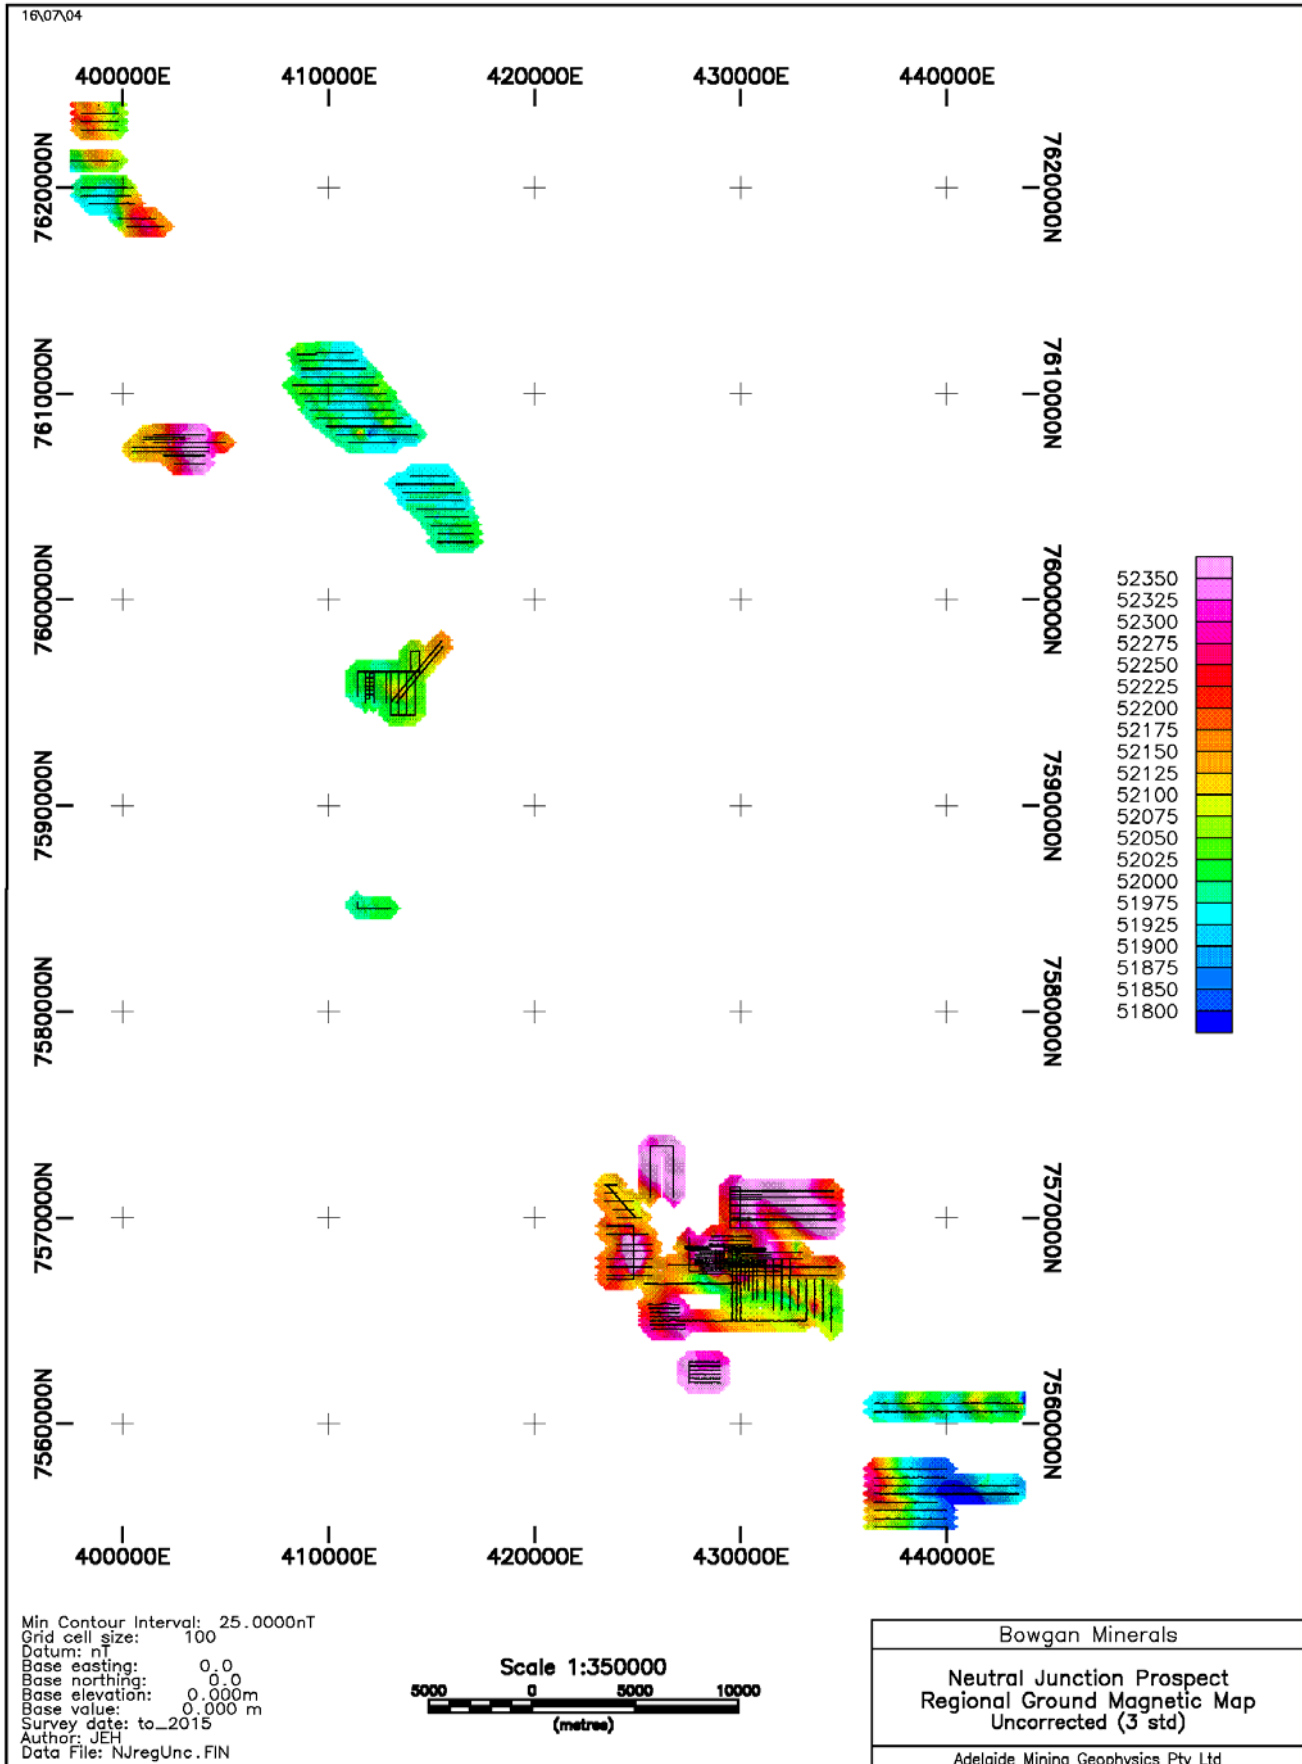 16\07\04
400000E 410000E 420000E 430000E 440000E
7620000N 7620000N
7610000N 7610000N
7600000N 7600000N
52350
52325
52300
52275
52250
52225
52200
52175
52150
52125
52100
52075
52050
52025
52000
51975
51925
51900
51875
51850
51800
7590000N 7590000N
7580000N 7580000N
7570000N 7570000N
7560000N 7560000N
400000E 410000E 420000E 430000E 440000E
Min Contour Interval: 25.0000nT
Grid cell size: 100
Datum: nT
Base easting: 0.0
Base northing: 0.0
Base elevation: 0.000m
Base value: 0.000 m
Survey date: to_2015
Author: JEH
Data File: NJregUnc.FIN
Scale 1:350000
5000 0 5000 10000
(metres)
Bowgan Minerals
Neutral Junction Prospect
Regional Ground Magnetic Map
Uncorrected (3 std)
Adelaide Mining Geophysics Pty Ltd